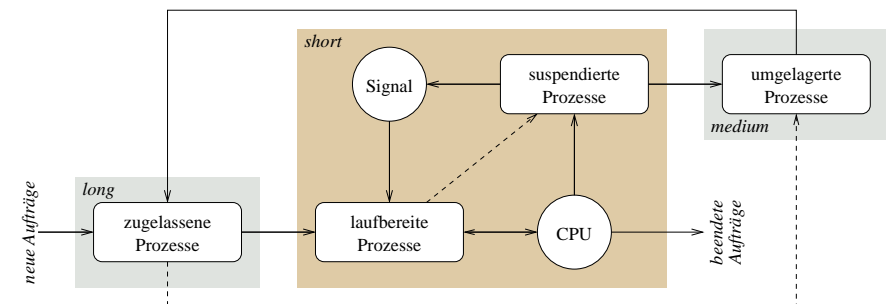 short
Signal
suspendierte
Prozesse
umgelagerte
Prozesse
medium
long
neue Aufträge
zugelassene
Prozesse
laufbereite
Prozesse
CPU
beendete
Aufträge